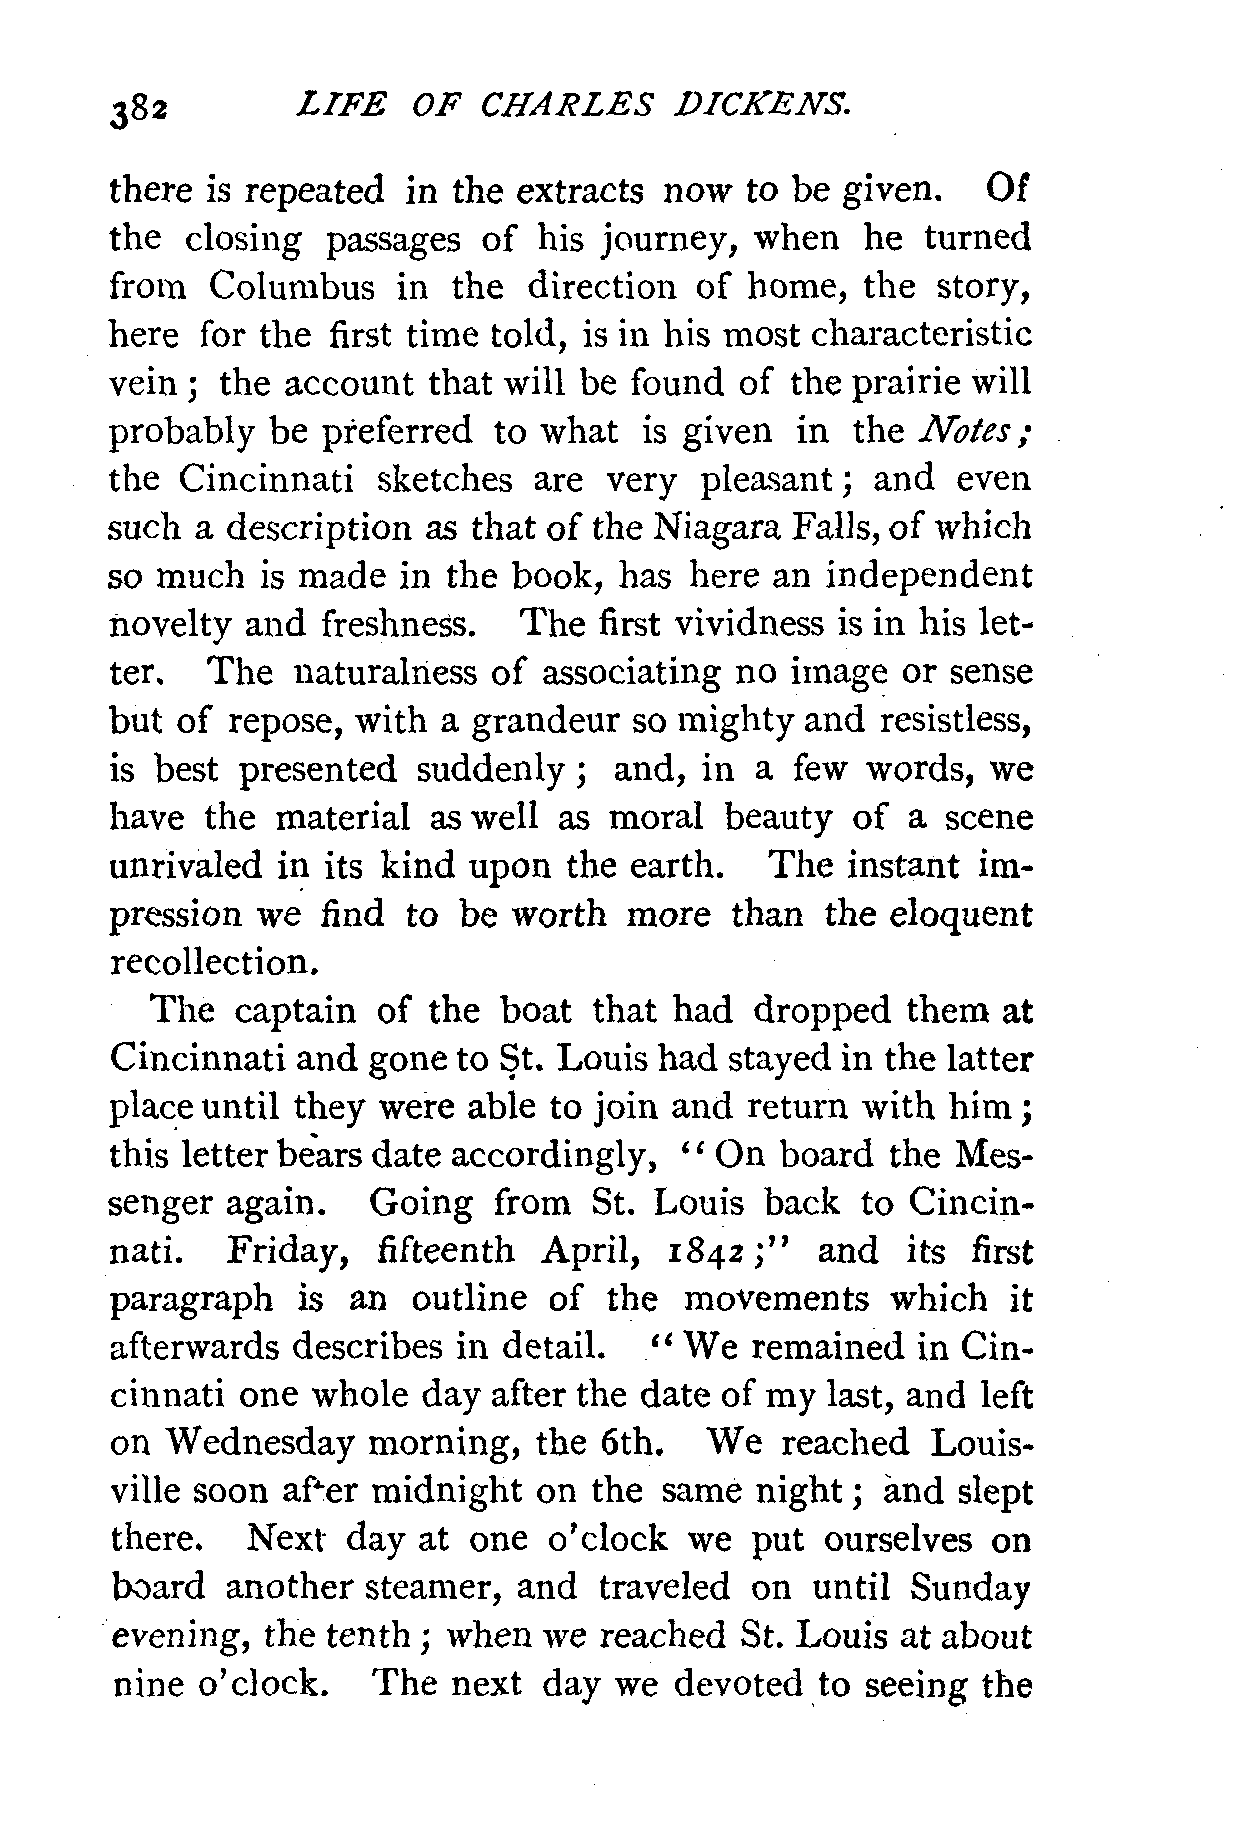 382 LIFE OF CHARLES DICKENS.
there is repeated in the extracts now to be given. Of
the closing passages of his journey, when he turned
from Columbus in the direction of home, the story,
here for the first time told, is in his most characteristic
vein ; the account that will be found of the prairie will
probably be preferred to what is given in the Notes ;
the Cincinnati sketches are very pleasant ; and even
such a description as that of the Niagara Falls, of which
so much is made in the book, has here an independent
novelty and freshness. The first vividness is in his let-
ter. The naturalness of associating no image or sense
but of repose, with a grandeur so mighty and resistless,
is best presented suddenly ; and, in a few words, we
have the material as well as moral beauty of a scene
unrivaled in its kind upon the earth. The instant im-
pression we find to be worth more than the eloquent
recollection.
The captain of the boat that had dropped them at
Cincinnati and gone to St. Louis had stayed in the latter
place until they were able to join and return with him ;
this letter bears date accordingly, “ On board the Mes-
senger again. Going from St. Louis back to Cincin-
nati. Friday, fifteenth April, 1842 ;” and its first
paragraph is an outline of the movements which it
afterwards describes in detail. “ We remained in Cin-
cinnati one whole day after the date of my last, and left
on Wednesday morning, the 6th. We reached Louis-
ville soon after midnight on the same night ; and slept
there. Next day at one o’clock we put ourselves on
board another steamer, and traveled on until Sunday
evening, the tenth ; when we reached St. Louis at about
nine o’clock. The next day we devoted to seeing the